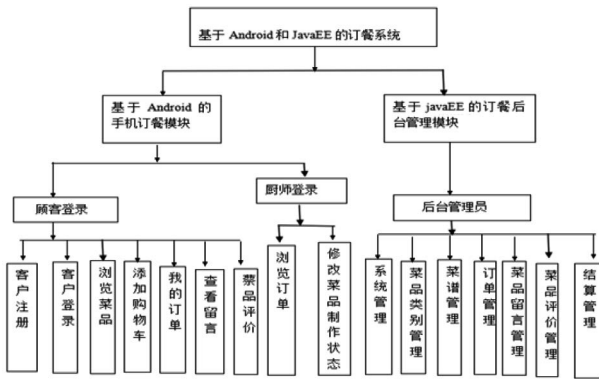 基于 Android 和 JavaEE 的订餐系统
基于 Android 的
手机订餐模块
基于 javaEE 的订餐后
台管理模块
顾客登录
厨师登录
后台管理员
客户注册
客户登录
浏览菜品
添加购物车
我的订单
查看留言
菜品评价
浏览订单
修改菜品制作状态
系统管理
菜品类别管理
菜谱管理
订单管理
菜品留言管理
菜品评价管理
结算管理